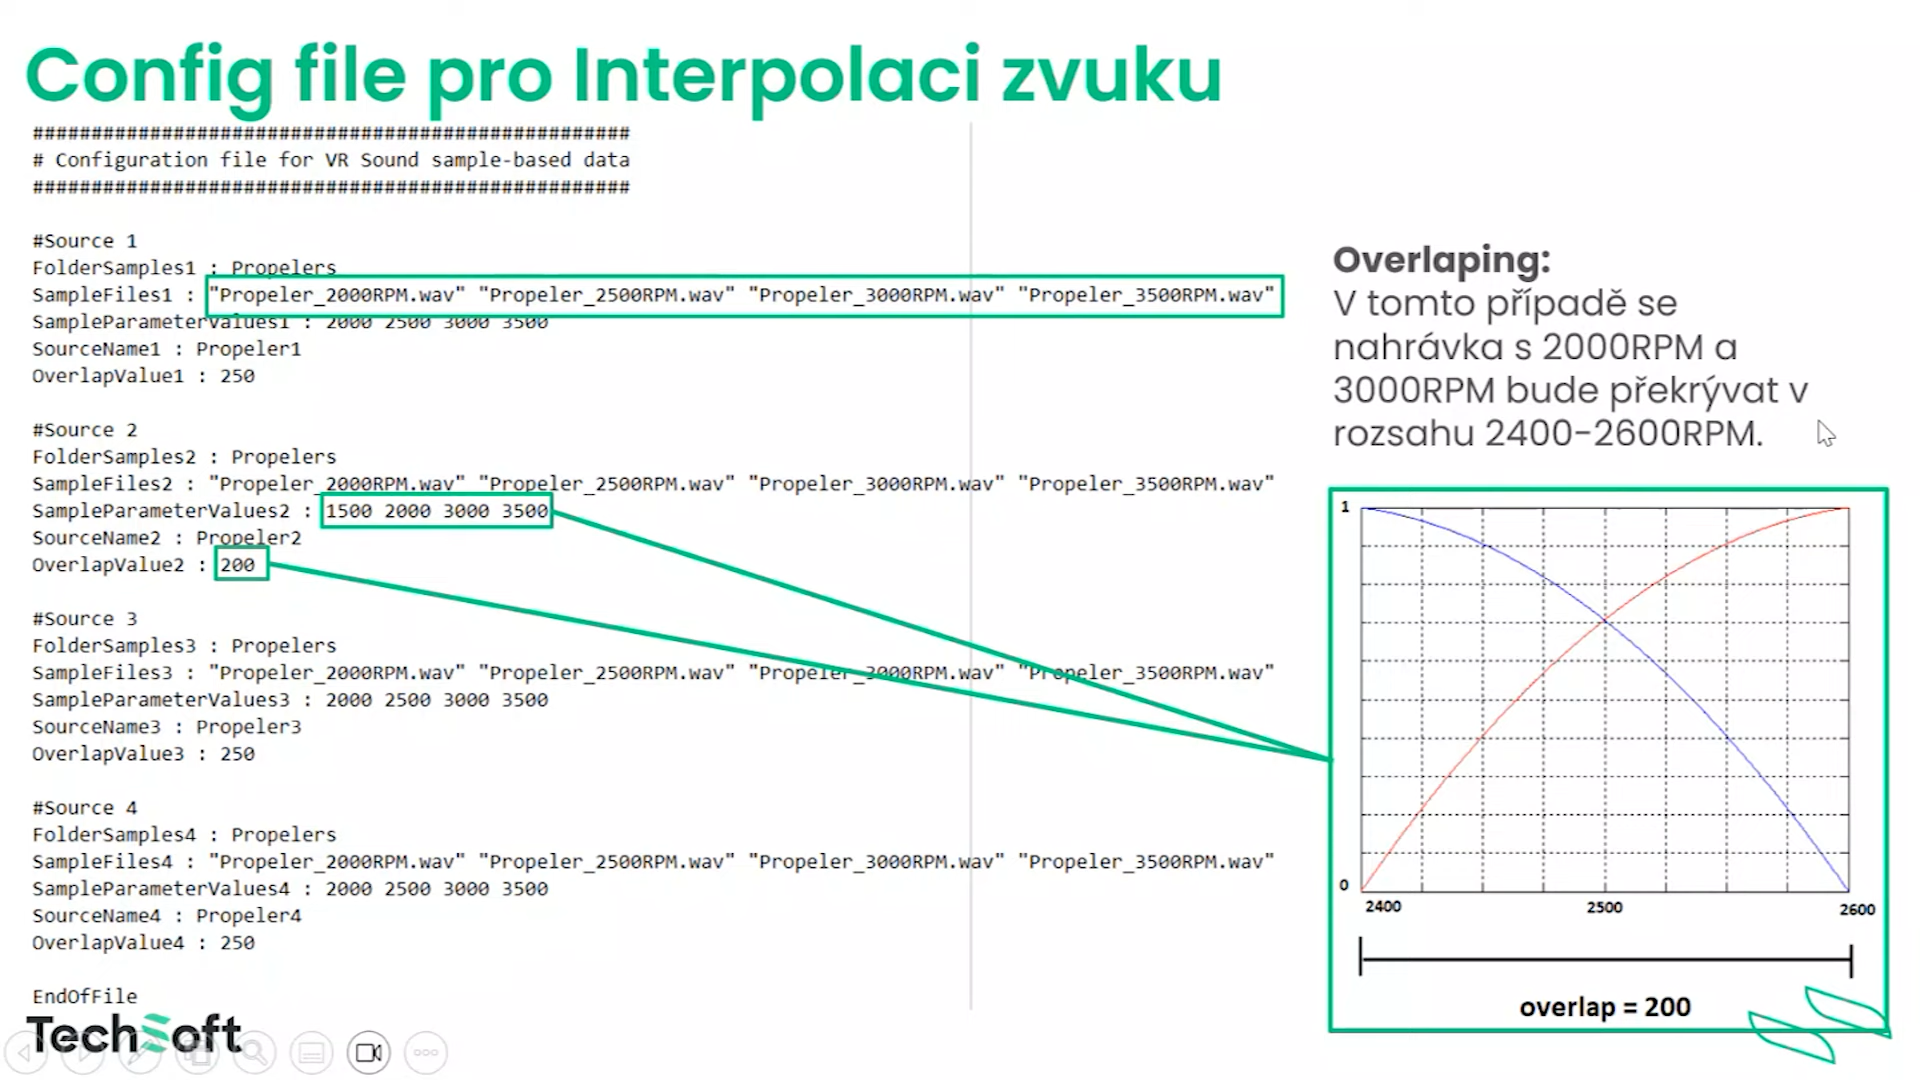 Config file pro Interpolaci zvuku
###################################################
# Configuration file for VR Sound sample-based data
###################################################
#Source 1
FolderSamples1 : Propelers
SampleFiles1 : "Propeler_2000RPM.wav" "Propeler_2500RPM.wav" "Propeler_3000RPM.wav" "Propeler_3500RPM.wav"
SampleParameterValues1 : 2000 2500 3000 3500
SourceName1 : Propeler1
OverlapValue1 : 250
#Source 2
FolderSamples2 : Propelers
SampleFiles2 : "Propeler_2000RPM.wav" "Propeler_2500RPM.wav" "Propeler_3000RPM.wav" "Propeler_3500RPM.wav"
SampleParameterValues2 : 1500 2000 3000 3500
SourceName2 : Propeler2
OverlapValue2 : 200
#Source 3
FolderSamples3 : Propelers
SampleFiles3 : "Propeler_2000RPM.wav" "Propeler_2500RPM.wav" "Propeler_3000RPM.wav" "Propeler_3500RPM.wav"
SampleParameterValues3 : 2000 2500 3000 3500
SourceName3 : Propeler3
OverlapValue3 : 250
#Source 4
FolderSamples4 : Propelers
SampleFiles4 : "Propeler_2000RPM.wav" "Propeler_2500RPM.wav" "Propeler_3000RPM.wav" "Propeler_3500RPM.wav"
SampleParameterValues4 : 2000 2500 3000 3500
SourceName4 : Propeler4
OverlapValue4 : 250
EndOfFile
TechSoft
Overlaping:
V tomto případě se
nahrávka s 2000RPM a
3000RPM bude překrývat v
rozsahu 2400-2600RPM.
1
0
2400 2500 2600
overlap = 200